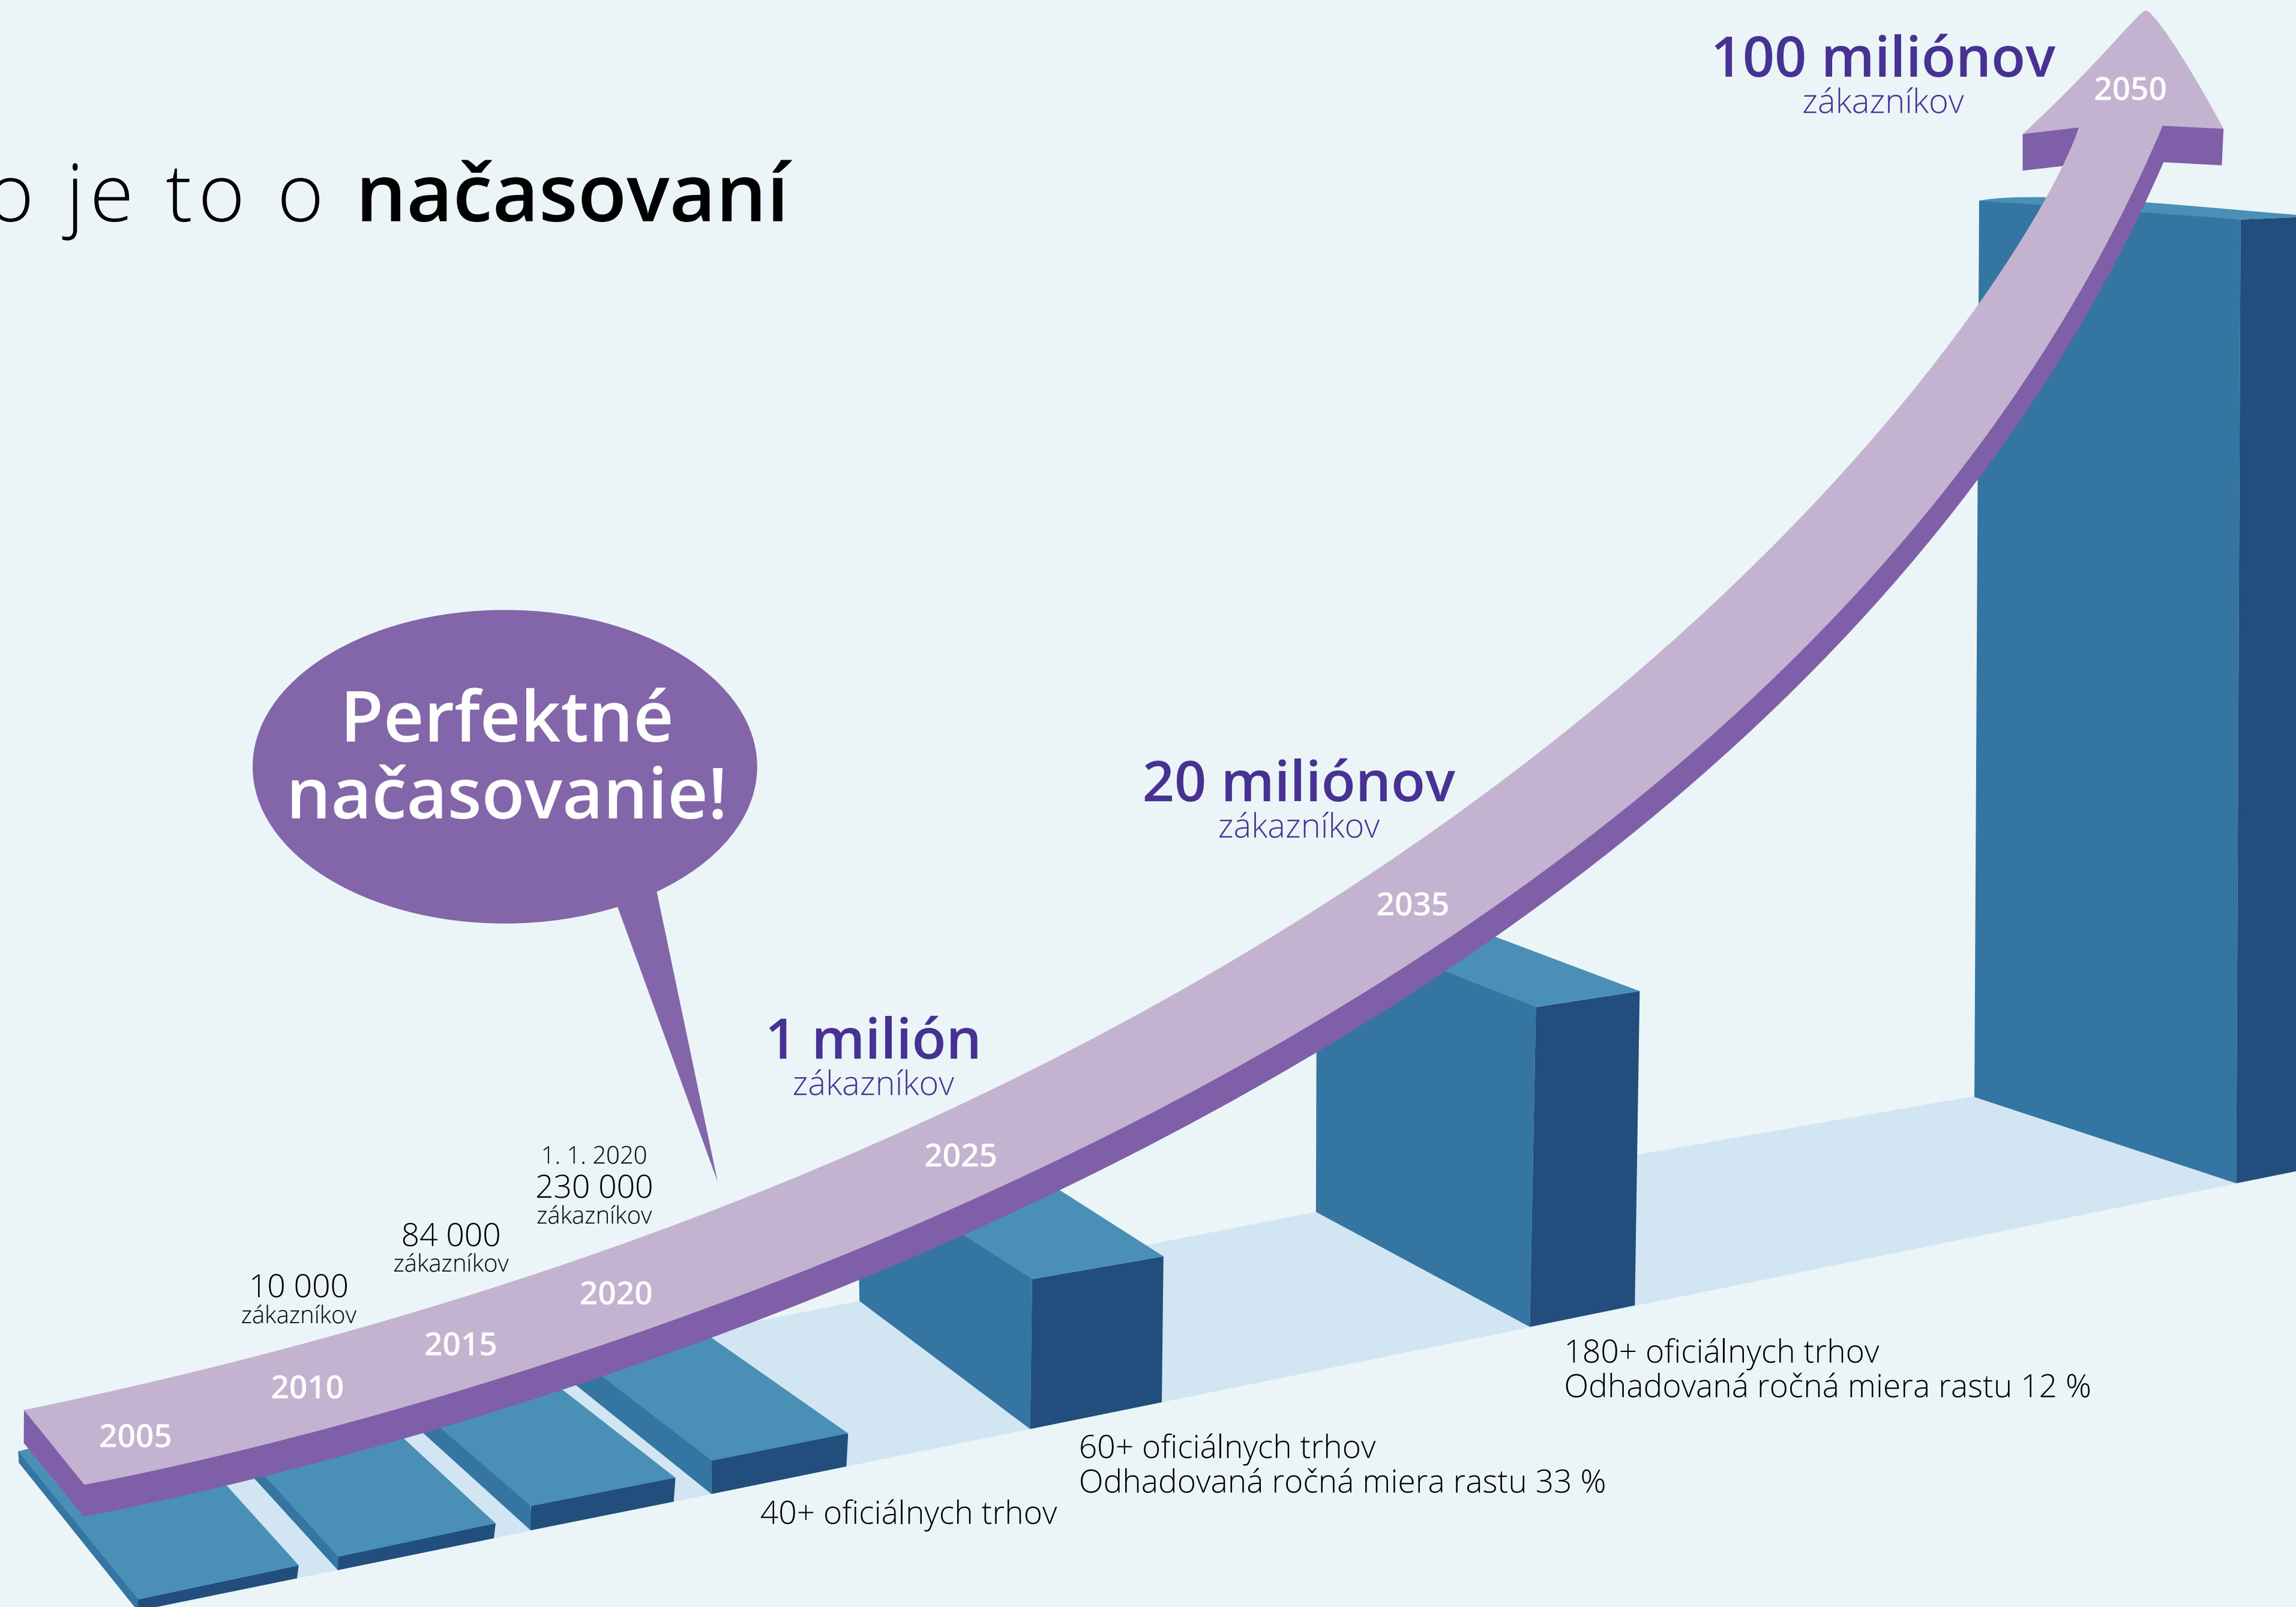 100 miliónov
zákazníkov
2050
je to o načasovaní
Perfektné
načasovanie!
20 miliónov
zákazníkov
2035
1 milión
zákazníkov
2025
1. 1. 2020
230 000
zákazníkov
2020
84 000
zákazníkov
2015
10 000
zákazníkov
2010
2005
180+ oficiálnych trhov
Odhadovaná ročná miera rastu 12 %
60+ oficiálnych trhov
Odhadovaná ročná miera rastu 33 %
40+ oficiálnych trhov